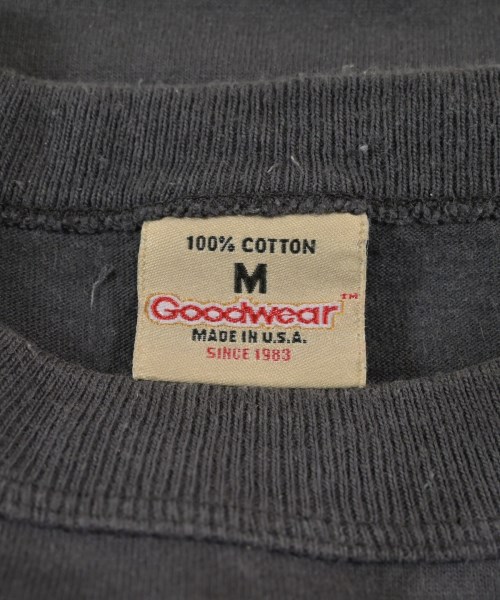 100% COTTON
M
Goodwear™
MADE IN U.S.A.
SINCE 1983